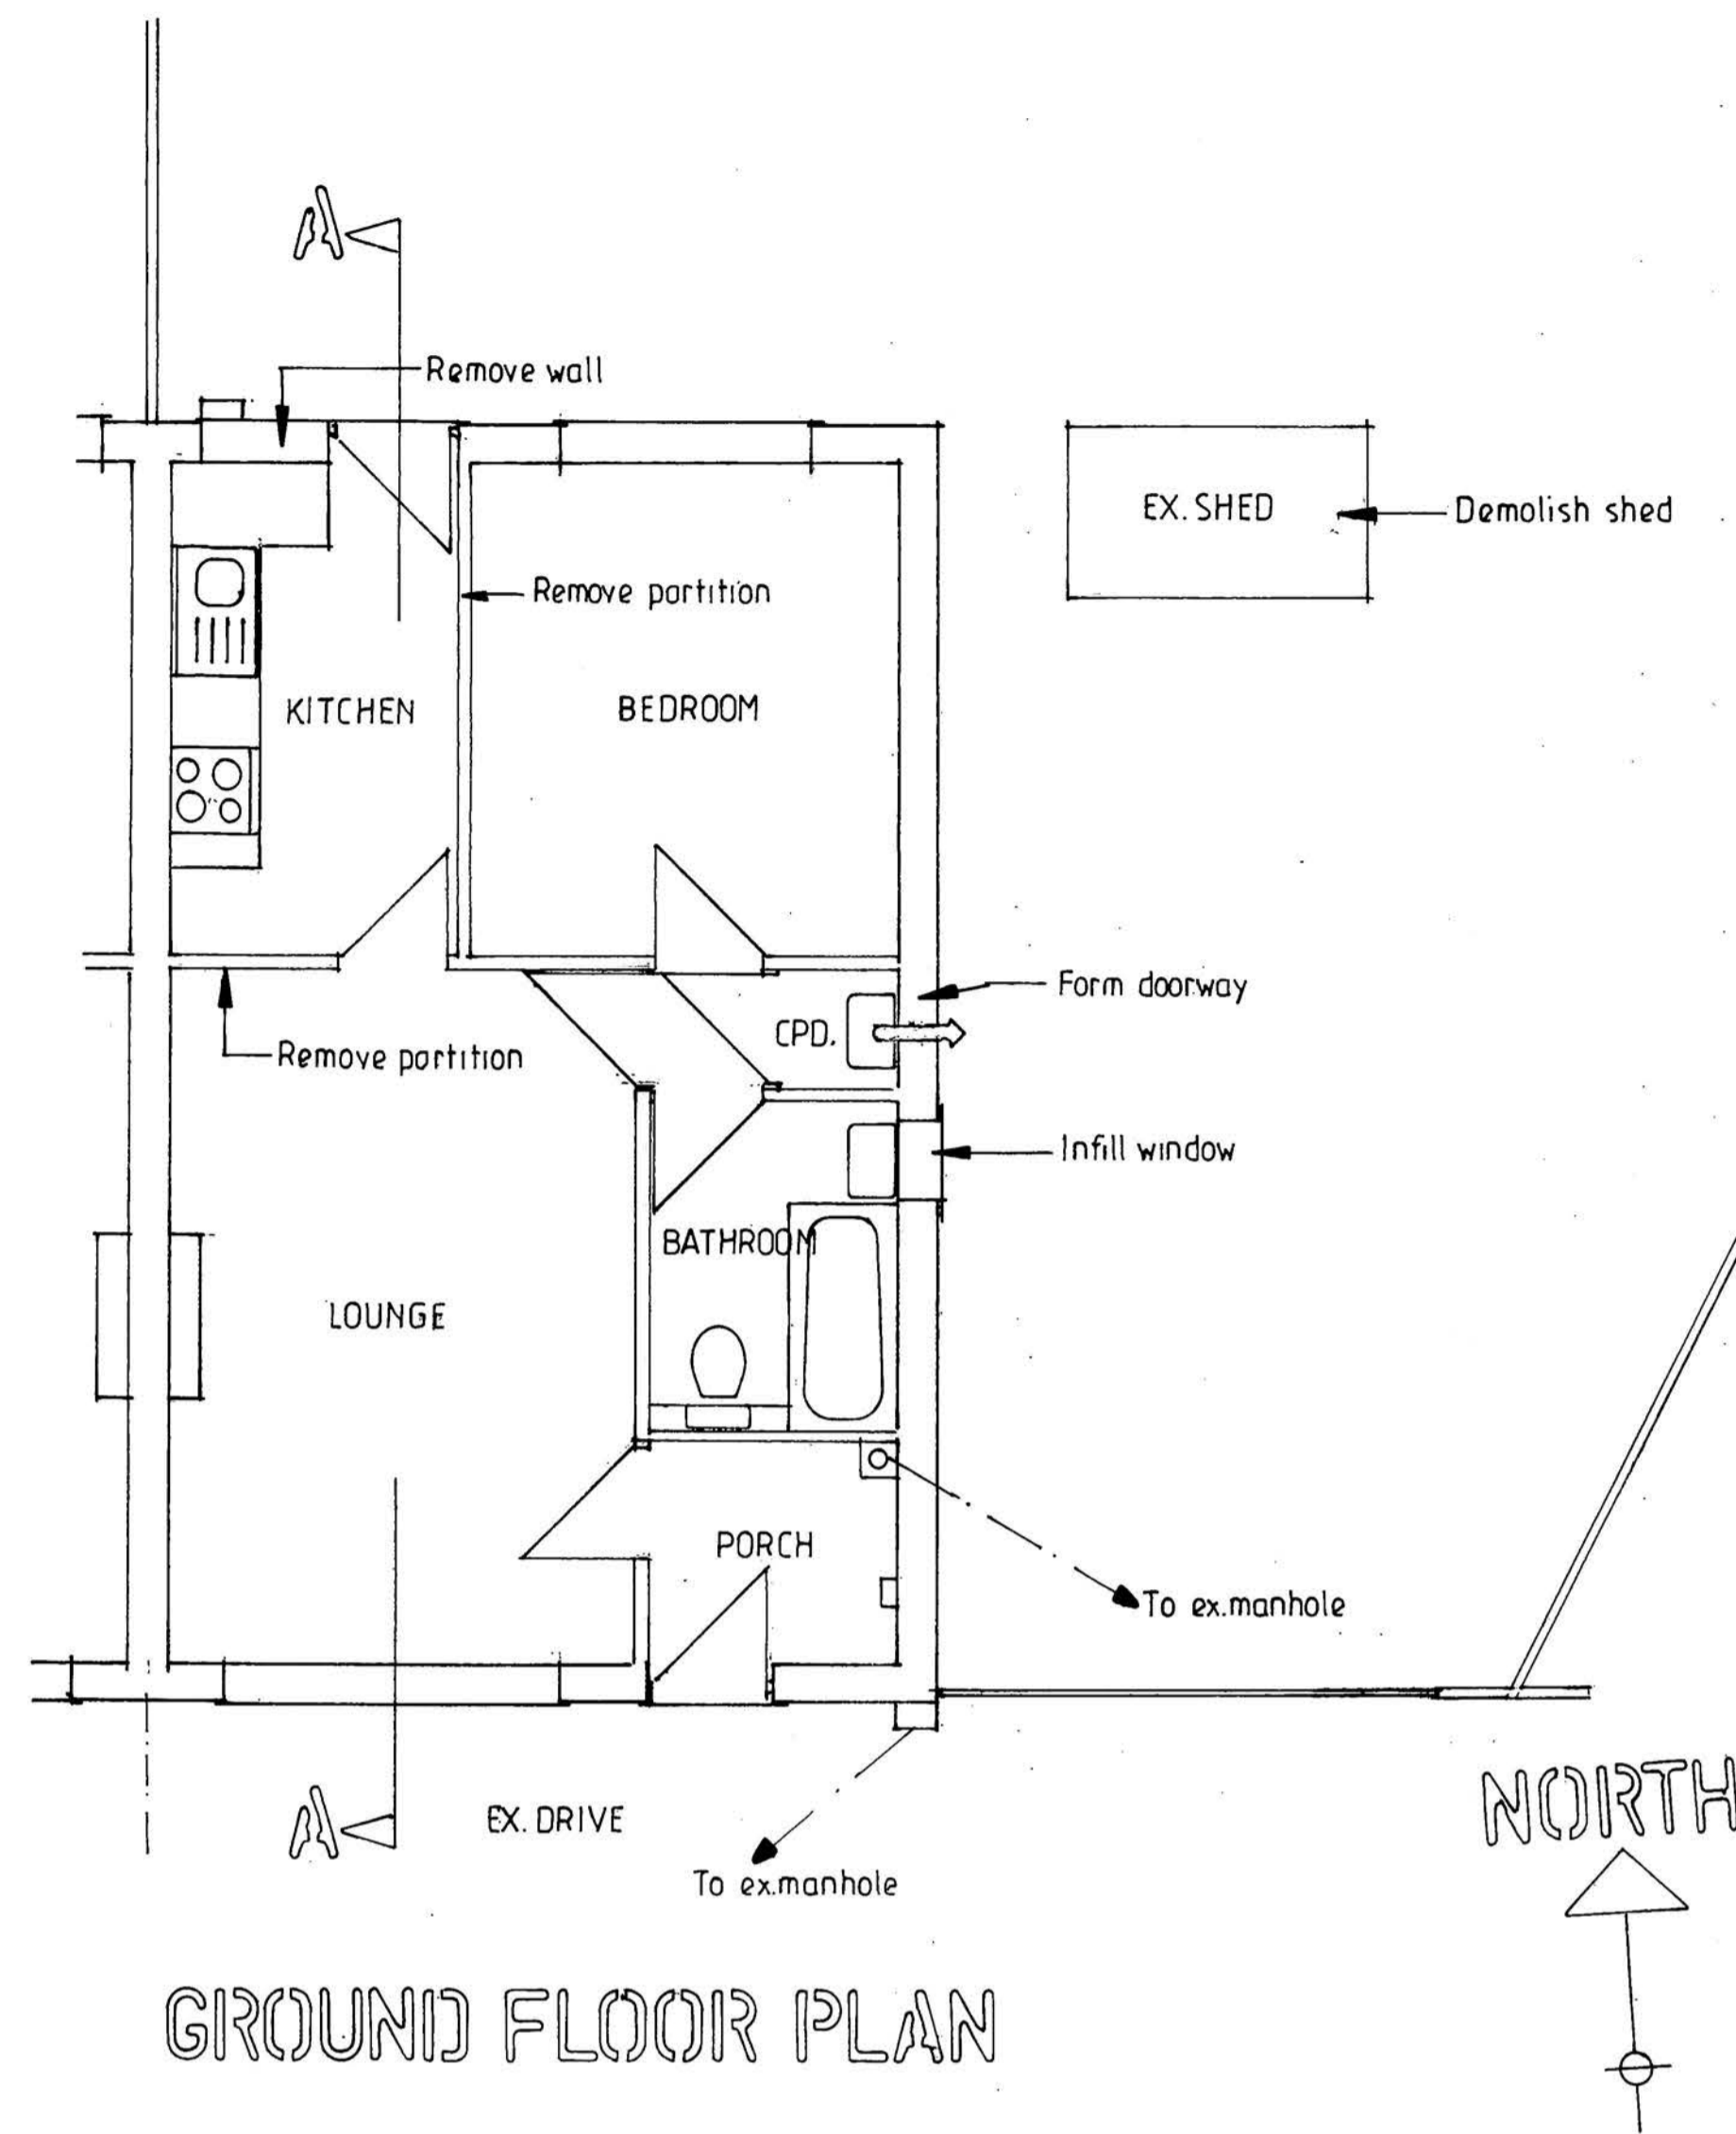 A
Remove wall
EX. SHED
Demolish shed
Remove partition
KITCHEN
BEDROOM
Form doorway
CPD.
Remove partition
Infill window
BATHROOM
LOUNGE
PORCH
To ex.manhole
NORTH
A
EX. DRIVE
To ex.manhole
GROUND FLOOR PLAN